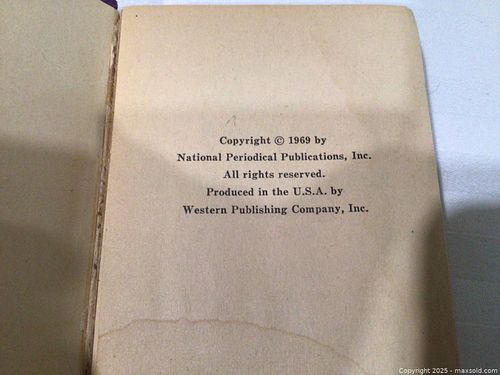 Copyright © 1969 by
National Periodical Publications, Inc.
All rights reserved.
Produced in the U.S.A. by
Western Publishing Company, Inc.
Copyright 2025 - maxsold.com